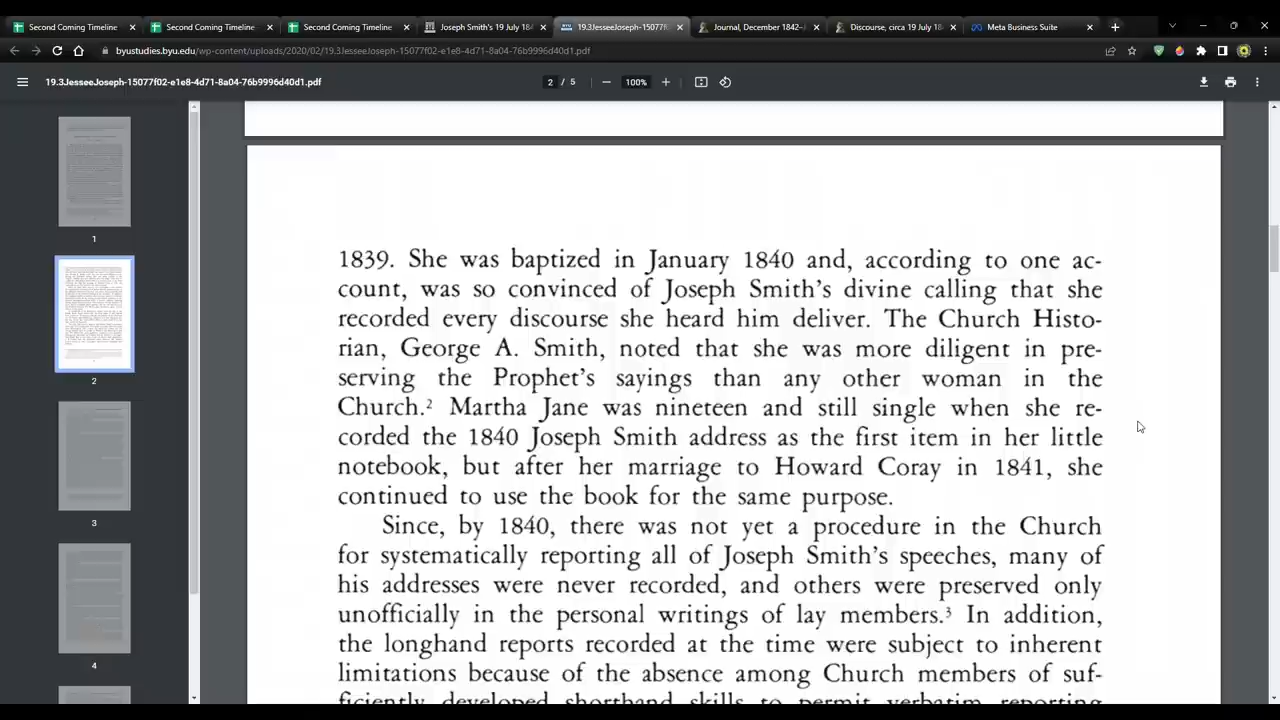 Second Coming Timeline
Second Coming Timeline
Second Coming Timeline
Joseph Smith's 19 July 184
19.3JesseeJoseph-15077f
Journal, December 1842–
Discourse, circa 19 July 18
Meta Business Suite
byustudies.byu.edu/wp-content/uploads/2020/02/19.3JesseeJoseph-15077f02-e1e8-4d71-8a04-76b9996d40d1.pdf
19.3JesseeJoseph-15077f02-e1e8-4d71-8a04-76b9996d40d1.pdf
2 / 5
100%
1
2
3
4
1839. She was baptized in January 1840 and, according to one ac-
count, was so convinced of Joseph Smith's divine calling that she
recorded every discourse she heard him deliver. The Church Histo-
rian, George A. Smith, noted that she was more diligent in pre-
serving the Prophet's sayings than any other woman in the
Church.² Martha Jane was nineteen and still single when she re-
corded the 1840 Joseph Smith address as the first item in her little
notebook, but after her marriage to Howard Coray in 1841, she
continued to use the book for the same purpose.
Since, by 1840, there was not yet a procedure in the Church
for systematically reporting all of Joseph Smith's speeches, many of
his addresses were never recorded, and others were preserved only
unofficially in the personal writings of lay members.³ In addition,
the longhand reports recorded at the time were subject to inherent
limitations because of the absence among Church members of suf-
ficiently developed shorthand skills to permit verbatim reporting